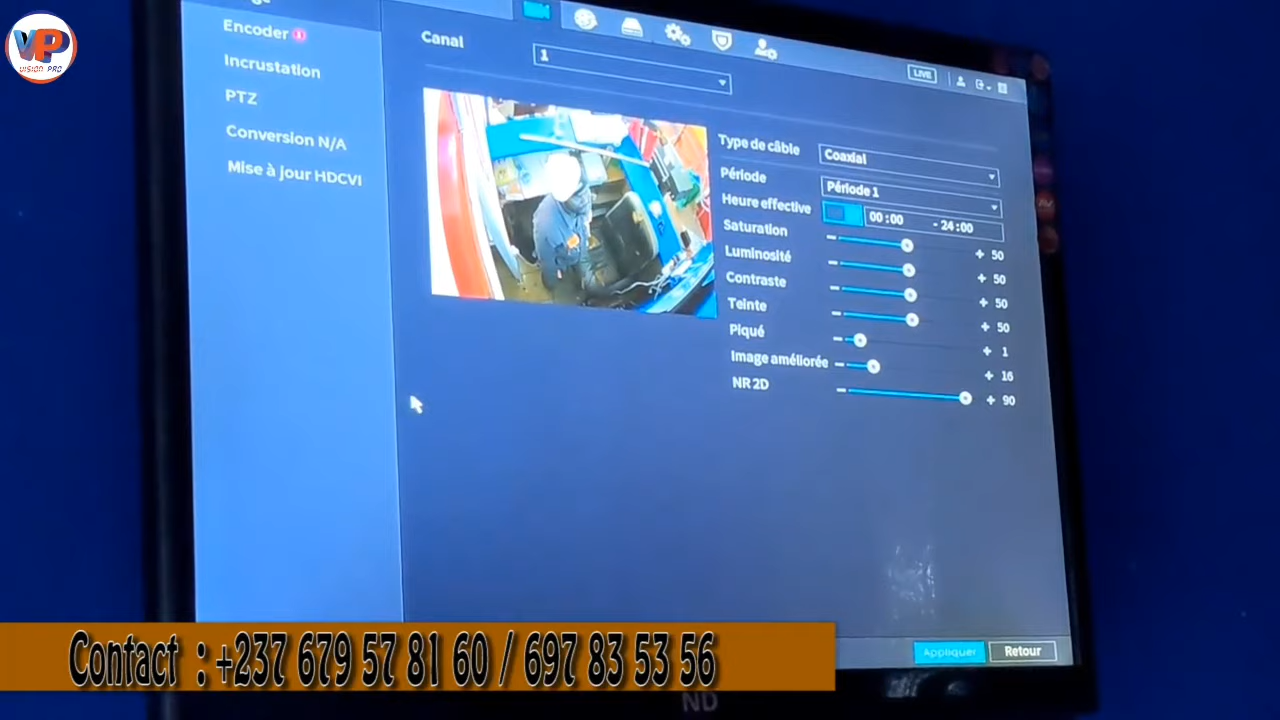 VP
VISION PRO
Encoder
Incrustation
PTZ
Conversion N/A
Mise à jour HDCVI
Canal
1
LIVE
Type de câble
Coaxial
Période
Période 1
Heure effective
00 : 00 - 24 : 00
Saturation
- + 50
Luminosité
- + 50
Contraste
- + 50
Teinte
- + 50
Piqué
- + 1
Image améliorée
- + 16
NR 2D
- + 90
Appliquer
Retour
Contact : +237 679 57 81 60 / 697 83 53 56
ND